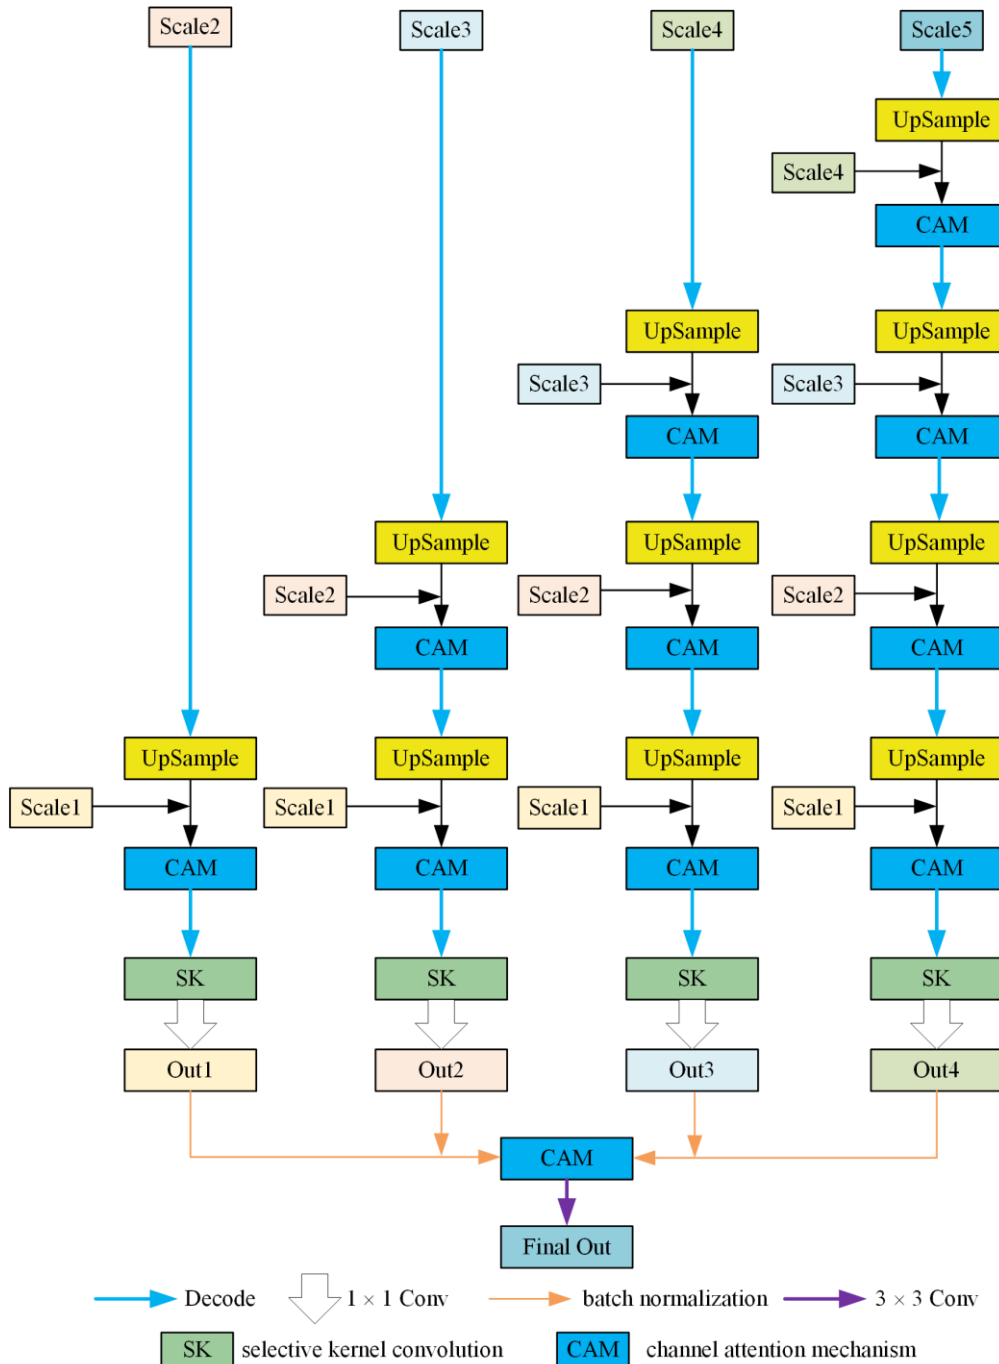 Scale2 Scale3 Scale4 Scale5
UpSample
Scale4
CAM
UpSample UpSample
Scale3 Scale3
CAM CAM
UpSample UpSample UpSample
Scale2 Scale2 Scale2
CAM CAM CAM
UpSample UpSample UpSample UpSample
Scale1 Scale1 Scale1 Scale1
CAM CAM CAM CAM
SK SK SK SK
Out1 Out2 Out3 Out4
CAM
Final Out
Decode 1 × 1 Conv batch normalization 3 × 3 Conv
SK selective kernel convolution CAM channel attention mechanism